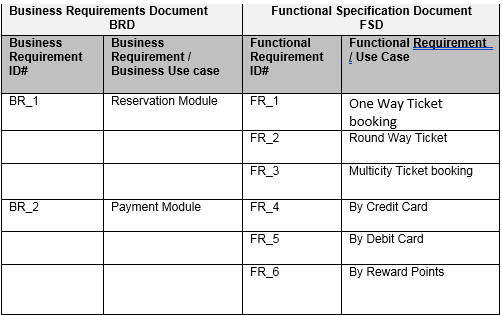 Business Requirements Document
BRD
Functional Specification Document
FSD
Business
Requirement
ID#
Business
Requirement /
Business Use case
Functional
Requirement
ID#
Functional Requirement
/ Use Case
BR_1
Reservation Module
FR_1
One Way Ticket
booking
FR_2
Round Way Ticket
FR_3
Multicity Ticket booking
BR_2
Payment Module
FR_4
By Credit Card
FR_5
By Debit Card
FR_6
By Reward Points